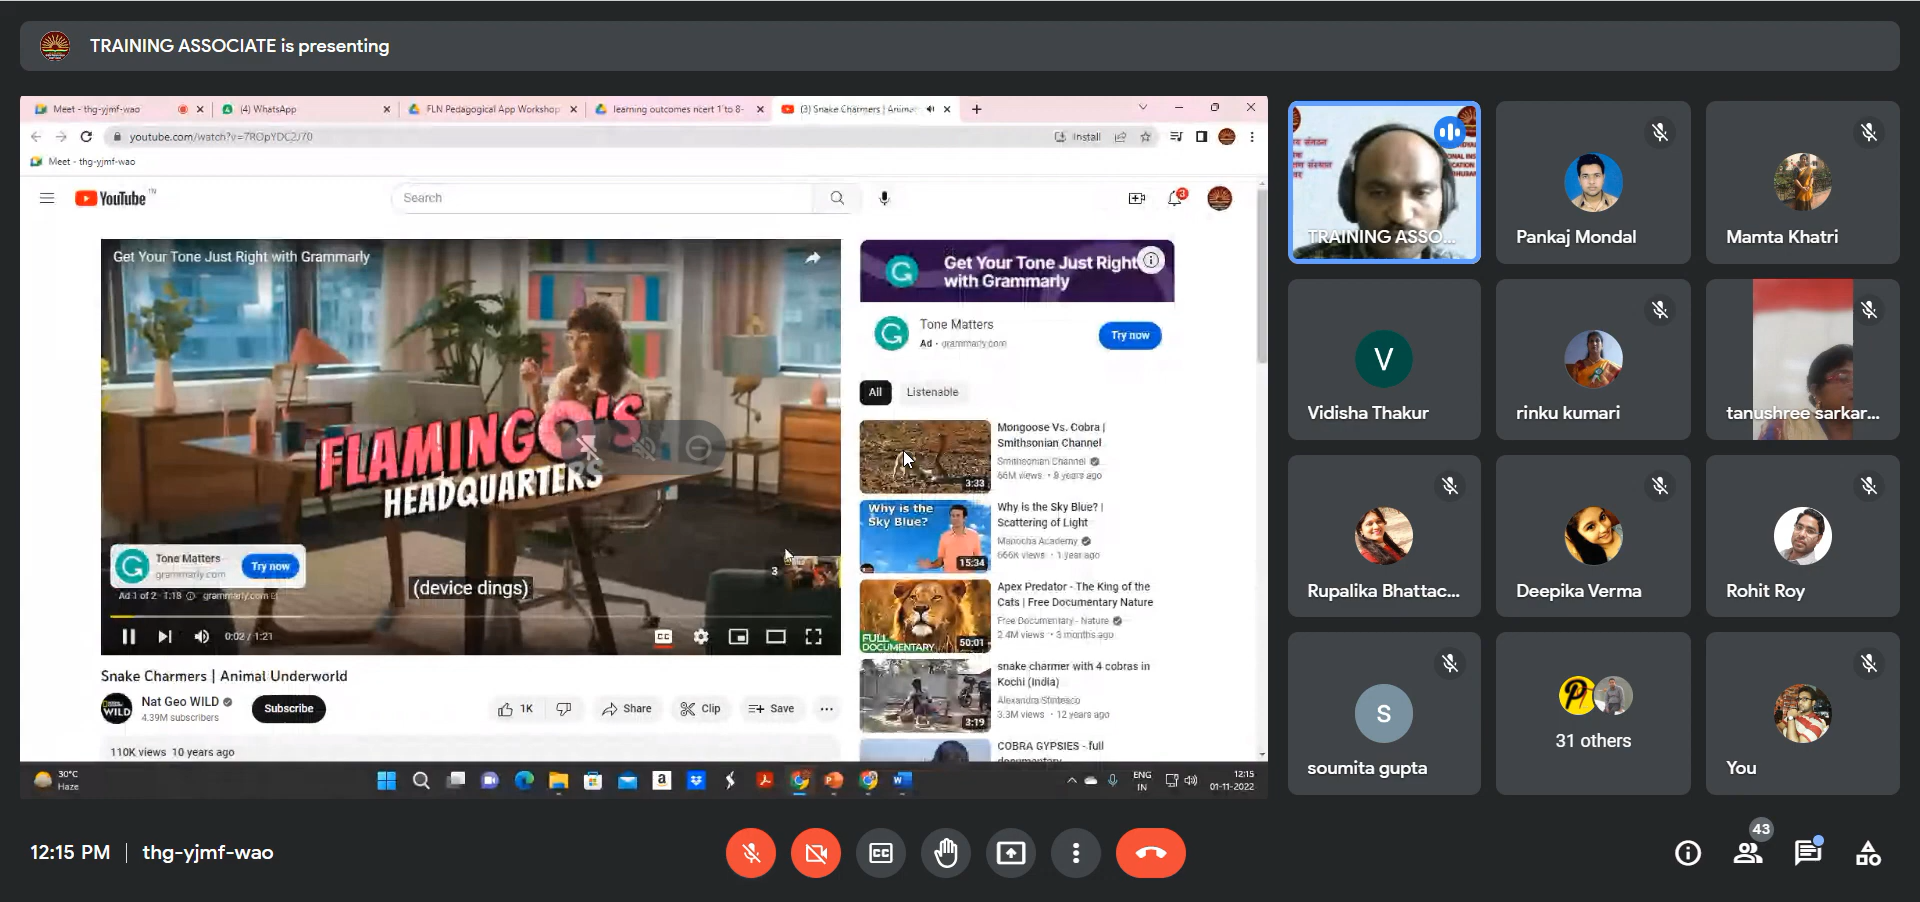 TRAINING ASSOCIATE is presenting
Meet - thg-yjmf-wao
(4) WhatsApp
FLN Pedagogical App Workshop
learning outcomes ncert 1 to 8-
(3) Snake Charmers | Anima
youtube.com/watch?v=7ROpYDC2J70
Install
Meet - thg-yjmf-wao
YouTube IN
Search
3
Get Your Tone Just Right with Grammarly
FLAMINGO'S
HEADQUARTERS
(device dings)
Tone Matters
grammarly.com
Try now
3
Ad 1 of 2 · 1:18
grammarly.com
0:02 / 1:21
CC
Snake Charmers | Animal Underworld
WILD
Nat Geo WILD
4.39M subscribers
Subscribe
1K
Share
Clip
Save
110K views 10 years ago
Get Your Tone Just Right
with Grammarly
Tone Matters
Ad · grammarly.com
Try now
All
Listenable
3:33
Mongoose Vs. Cobra |
Smithsonian Channel
Smithsonian Channel
66M views · 9 years ago
Why is the
Sky Blue?
15:34
Why is the Sky Blue? |
Scattering of Light
Manocha Academy
666K views · 1 year ago
FULL
DOCUMENTARY
50:01
Apex Predator - The King of the
Cats | Free Documentary Nature
Free Documentary - Nature
2.4M views · 3 months ago
3:19
snake charmer with 4 cobras in
Kochi (India)
Alexandra Stintesco
3.3M views · 12 years ago
COBRA GYPSIES - full
documentary
30°C
Haze
ENG
IN
12:15
01-11-2022
TRAINING ASSO...
Pankaj Mondal
Mamta Khatri
V
Vidisha Thakur
rinku kumari
tanushree sarkar...
Rupalika Bhattac...
Deepika Verma
Rohit Roy
S
soumita gupta
31 others
You
12:15 PM | thg-yjmf-wao
CC
43